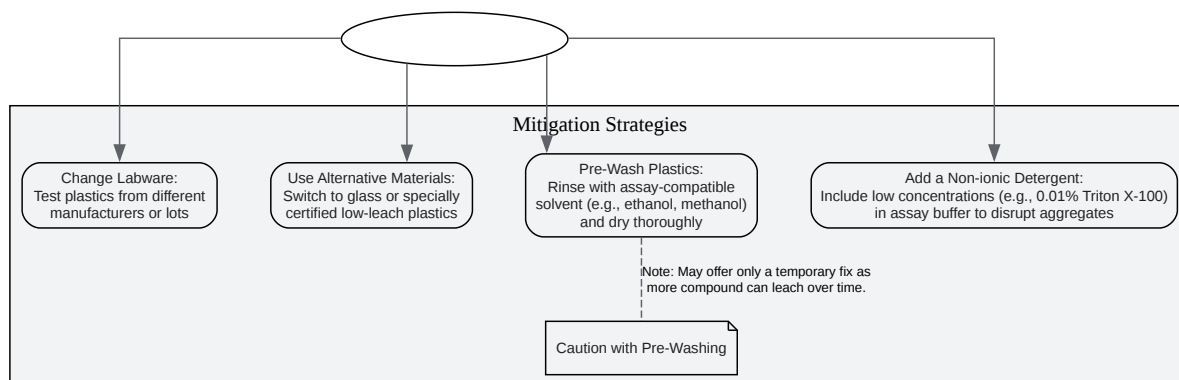 Mitigation Strategies
Change Labware:
Test plastics from different
manufacturers or lots
Use Alternative Materials:
Switch to glass or specially
certified low-leach plastics
Pre-Wash Plastics:
Rinse with assay-compatible
solvent (e.g., ethanol, methanol)
and dry thoroughly
Add a Non-ionic Detergent:
Include low concentrations (e.g., 0.01% Triton X-100)
in assay buffer to disrupt aggregates
Note: May offer only a temporary fix as
more compound can leach over time.
Caution with Pre-Washing